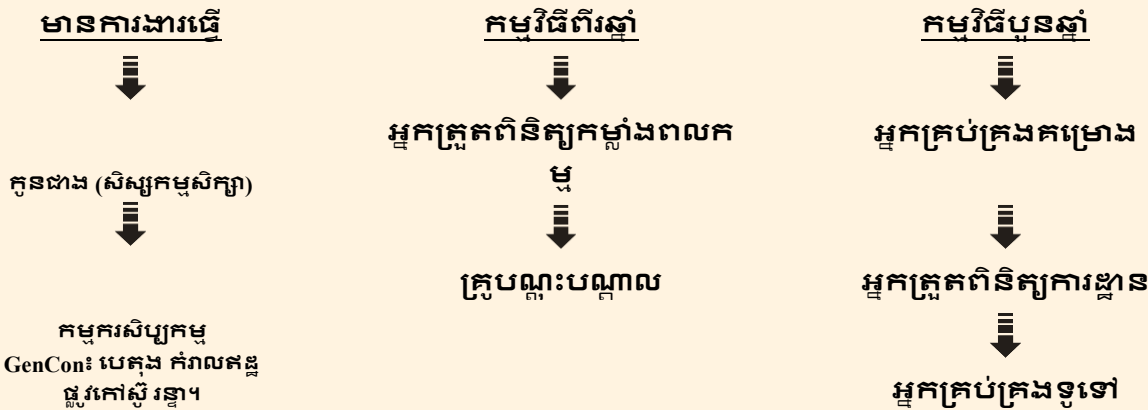 មានការងារធ្វើ
កូនជាង (សិស្សកម្មសិក្សា)
កម្មករសិប្បកម្ម
GenCon៖ បេតុង កំរាលឥដ្ឋ
ផ្លូវកៅស៊ូ រន្ទា។
កម្មវិធីពីរឆ្នាំ
អ្នកត្រួតពិនិត្យកម្លាំងពលក
ម្ម
គ្រូបណ្តុះបណ្តាល
កម្មវិធីបួនឆ្នាំ
អ្នកគ្រប់គ្រងគម្រោង
អ្នកត្រួតពិនិត្យការដ្ឋាន
អ្នកគ្រប់គ្រងទូទៅ